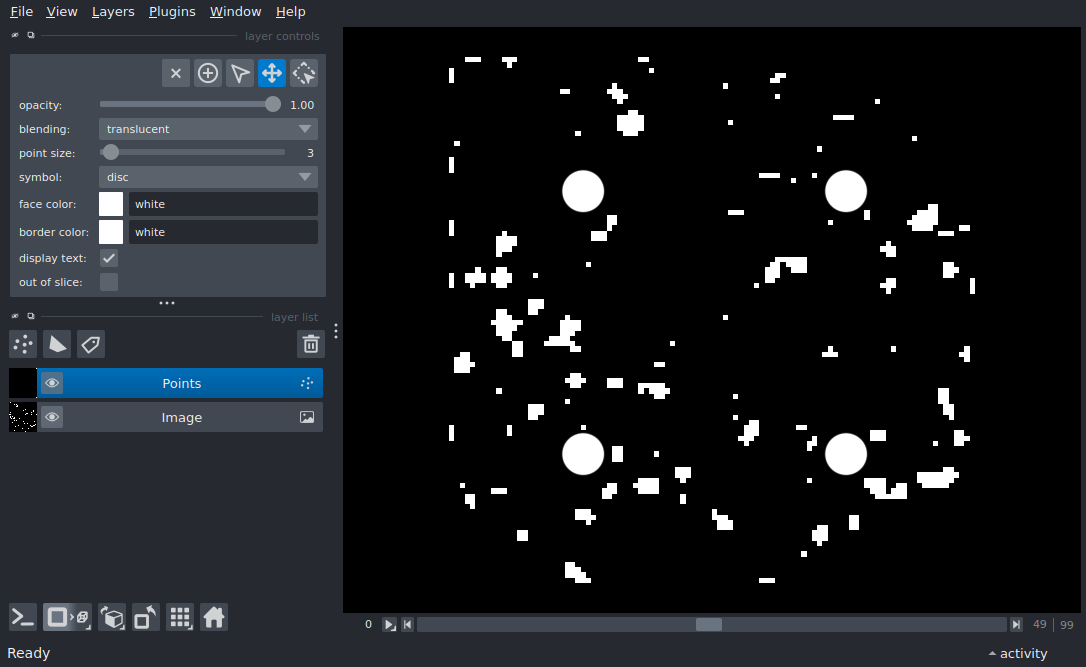 File View Layers Plugins Window Help
layer controls
opacity: 1.00
blending: translucent
point size: 3
symbol: disc
face color: white
border color: white
display text:
out of slice:
layer list
Points
Image
0 49 99
Ready activity